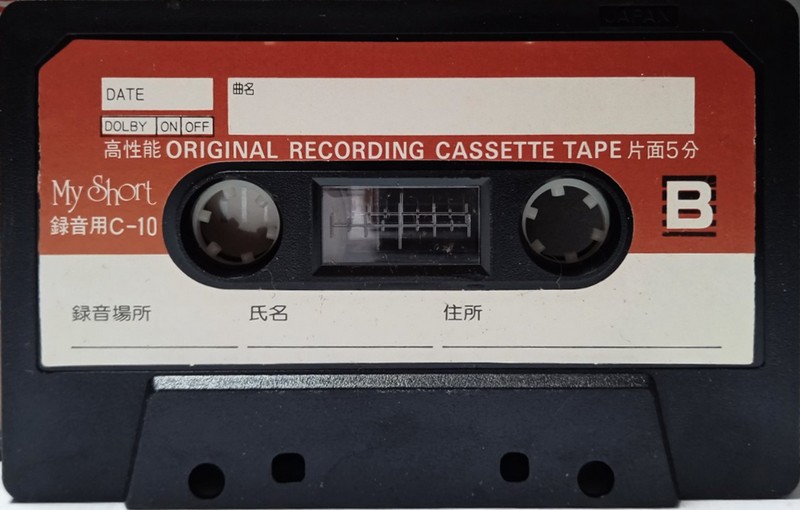 JAPAN
DATE
曲名
DOLBY ON OFF
高性能 ORIGINAL RECORDING CASSETTE TAPE 片面5分
My Short
録音用C-10
B
録音場所 氏名 住所